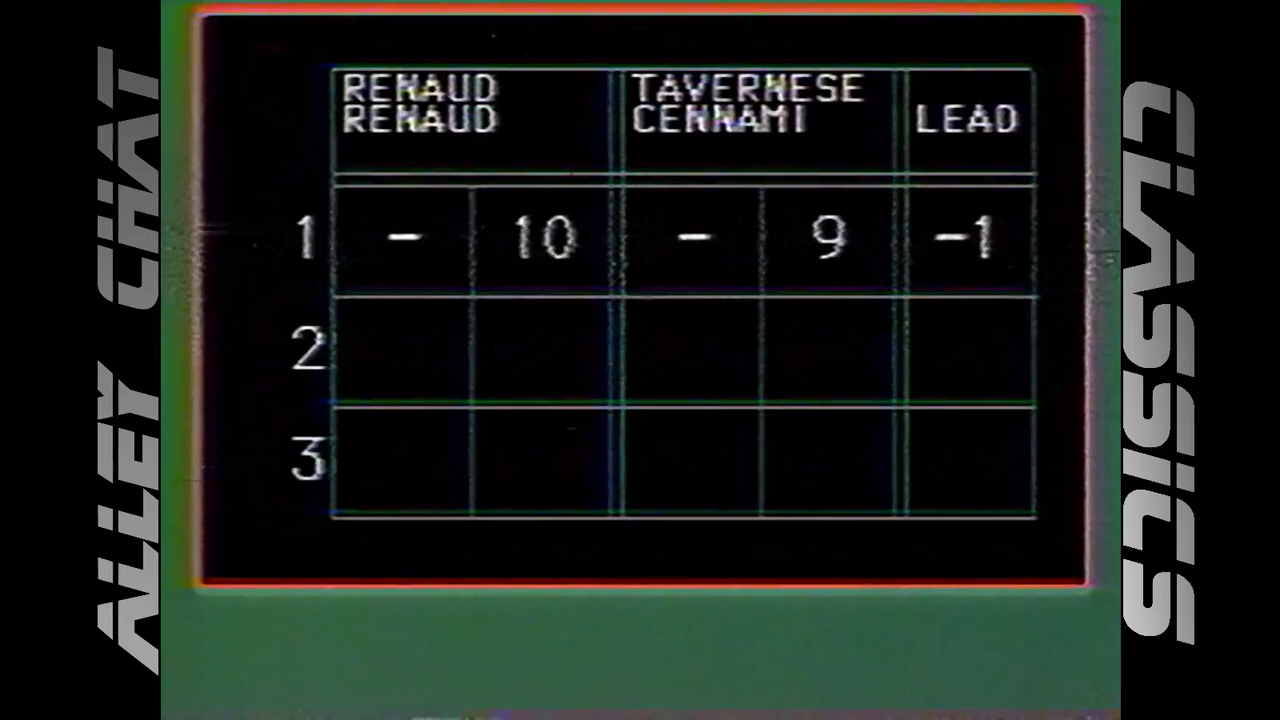 ALLEY CHAT
RENAUD TAVERNESE
RENAUD CENNAMI LEAD
1 - 10 - 9 -1
2
3
CLASSICS